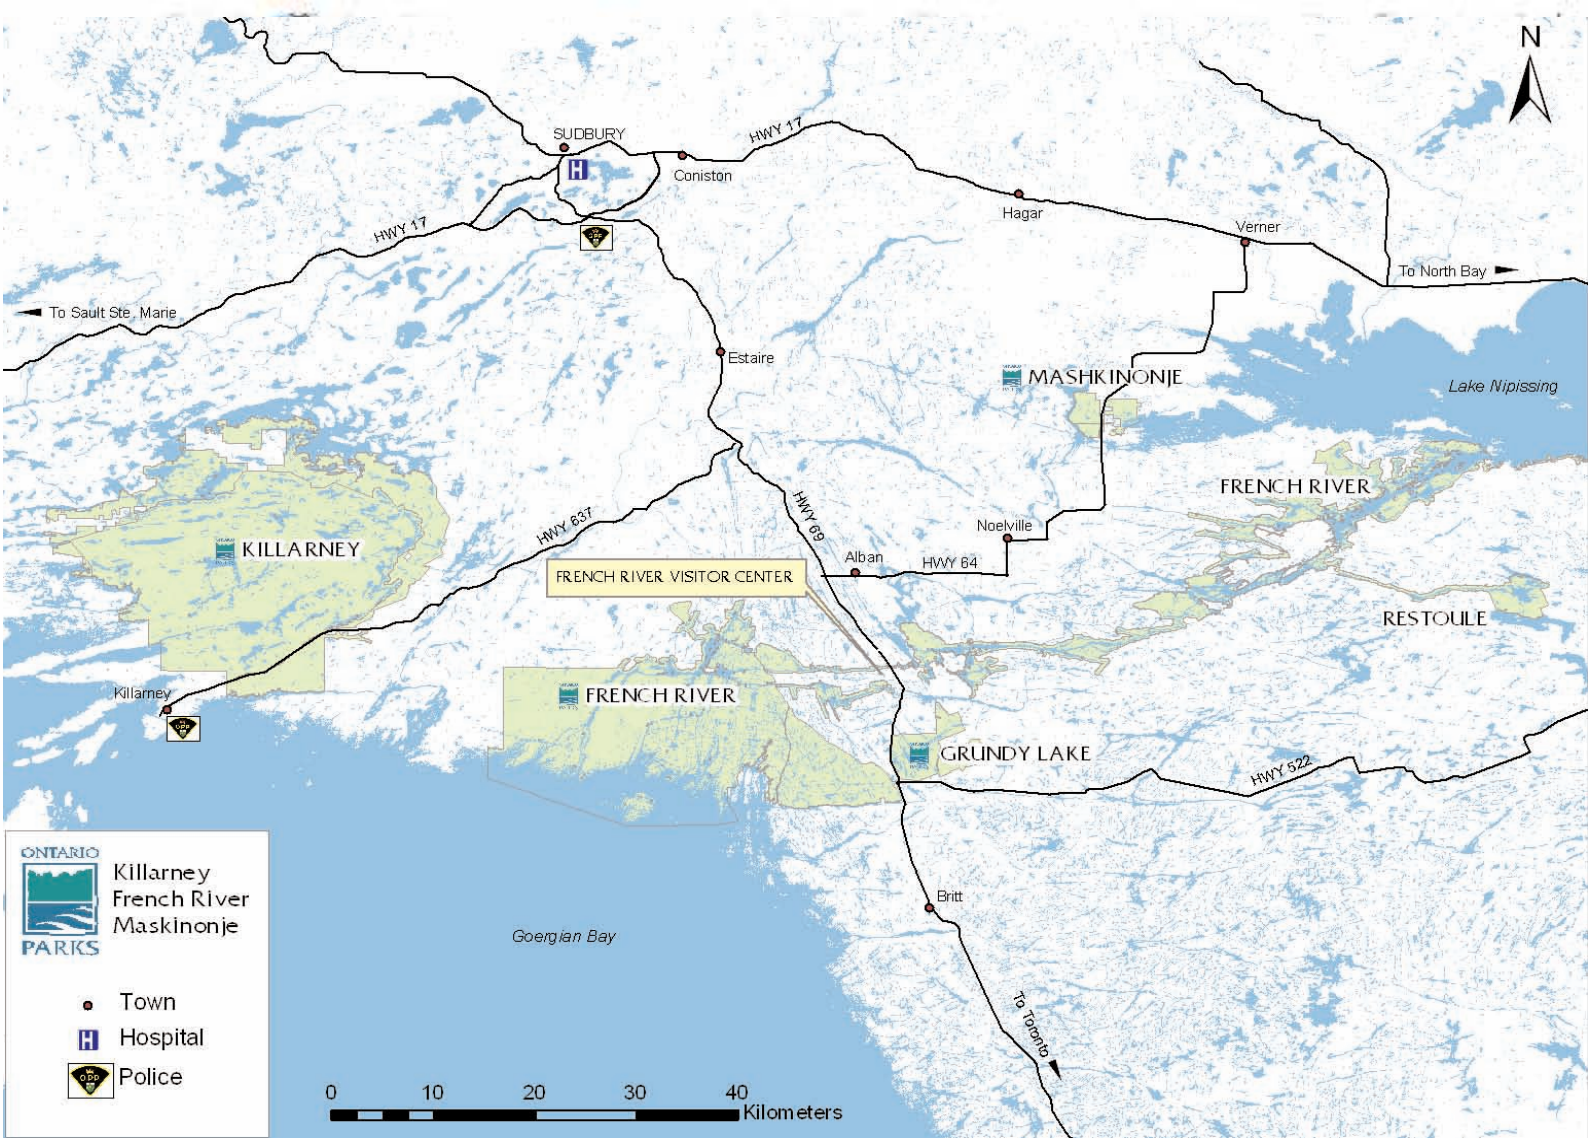 N
SUDBURY
HWY 17
Coniston
Hagar
Verner
HWY 17
To North Bay
To Sault Ste. Marie
Estaire
MASHKINONJE
Lake Nipissing
FRENCH RIVER
HWY 69
HWY 637
Noelville
KILLARNEY
Alban
HWY 64
FRENCH RIVER VISITOR CENTER
RESTOULE
Killarney
OPP
FRENCH RIVER
GRUNDY LAKE
HWY 522
Britt
Goergian Bay
To Toronto
ONTARIO
PARKS
Killarney
French River
Maskinonje
Town
H Hospital
OPP Police
0 10 20 30 40
Kilometers
H
OPP